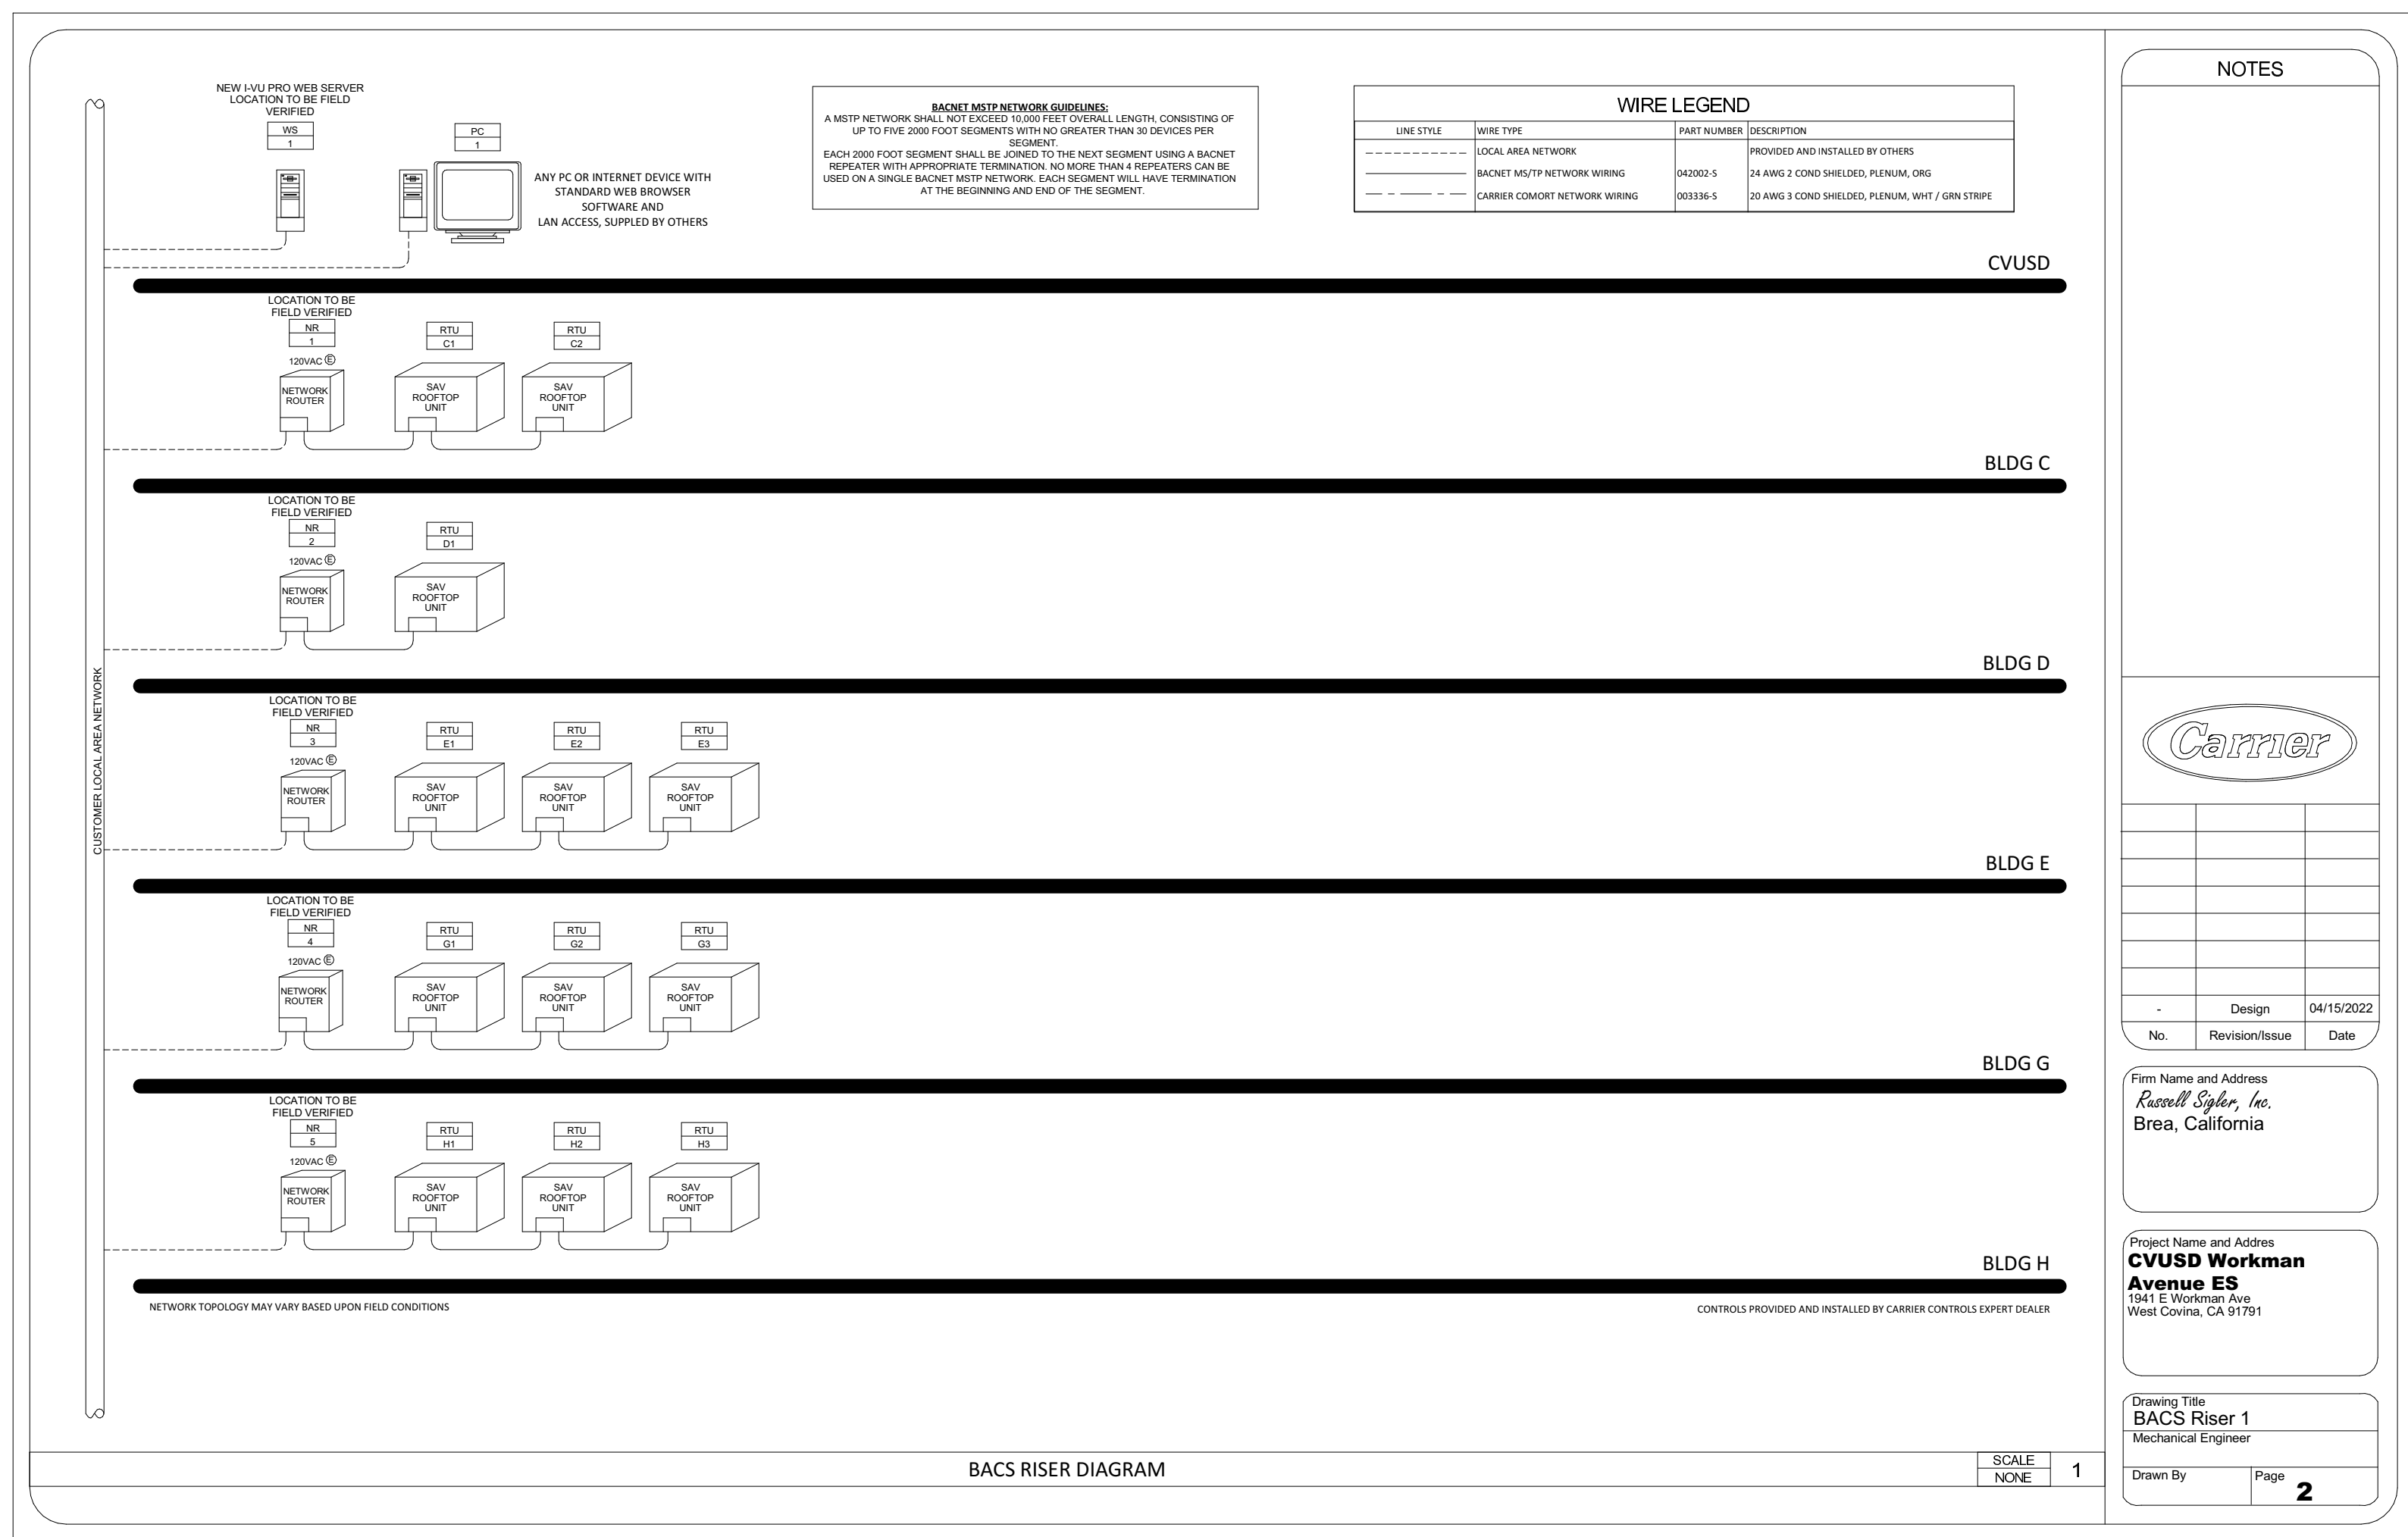 NEW I-VU PRO WEB SERVER
LOCATION TO BE FIELD
VERIFIED
WS
1
PC
1
ANY PC OR INTERNET DEVICE WITH
STANDARD WEB BROWSER
SOFTWARE AND
LAN ACCESS, SUPPLED BY OTHERS
BACNET MSTP NETWORK GUIDELINES:
A MSTP NETWORK SHALL NOT EXCEED 10,000 FEET OVERALL LENGTH, CONSISTING OF
UP TO FIVE 2000 FOOT SEGMENTS WITH NO GREATER THAN 30 DEVICES PER
SEGMENT.
EACH 2000 FOOT SEGMENT SHALL BE JOINED TO THE NEXT SEGMENT USING A BACNET
REPEATER WITH APPROPRIATE TERMINATION. NO MORE THAN 4 REPEATERS CAN BE
USED ON A SINGLE BACNET MSTP NETWORK. EACH SEGMENT WILL HAVE TERMINATION
AT THE BEGINNING AND END OF THE SEGMENT.
WIRE LEGEND
LINE STYLE WIRE TYPE PART NUMBER DESCRIPTION
LOCAL AREA NETWORK PROVIDED AND INSTALLED BY OTHERS
BACNET MS/TP NETWORK WIRING 042002-S 24 AWG 2 COND SHIELDED, PLENUM, ORG
CARRIER COMORT NETWORK WIRING 003336-S 20 AWG 3 COND SHIELDED, PLENUM, WHT / GRN STRIPE
CVUSD
CUSTOMER LOCAL AREA NETWORK
LOCATION TO BE
FIELD VERIFIED
NR
1
120VAC E
NETWORK
ROUTER
RTU
C1
SAV
ROOFTOP
UNIT
RTU
C2
SAV
ROOFTOP
UNIT
BLDG C
LOCATION TO BE
FIELD VERIFIED
NR
2
120VAC E
NETWORK
ROUTER
RTU
D1
SAV
ROOFTOP
UNIT
BLDG D
LOCATION TO BE
FIELD VERIFIED
NR
3
120VAC E
NETWORK
ROUTER
RTU
E1
SAV
ROOFTOP
UNIT
RTU
E2
SAV
ROOFTOP
UNIT
RTU
E3
SAV
ROOFTOP
UNIT
BLDG E
LOCATION TO BE
FIELD VERIFIED
NR
4
120VAC E
NETWORK
ROUTER
RTU
G1
SAV
ROOFTOP
UNIT
RTU
G2
SAV
ROOFTOP
UNIT
RTU
G3
SAV
ROOFTOP
UNIT
BLDG G
LOCATION TO BE
FIELD VERIFIED
NR
5
120VAC E
NETWORK
ROUTER
RTU
H1
SAV
ROOFTOP
UNIT
RTU
H2
SAV
ROOFTOP
UNIT
RTU
H3
SAV
ROOFTOP
UNIT
BLDG H
NETWORK TOPOLOGY MAY VARY BASED UPON FIELD CONDITIONS
CONTROLS PROVIDED AND INSTALLED BY CARRIER CONTROLS EXPERT DEALER
BACS RISER DIAGRAM
SCALE
NONE
1
NOTES
Carrier
- Design 04/15/2022
No. Revision/Issue Date
Firm Name and Address
Russell Sigler, Inc.
Brea, California
Project Name and Addres
CVUSD Workman
Avenue ES
1941 E Workman Ave
West Covina, CA 91791
Drawing Title
BACS Riser 1
Mechanical Engineer
Drawn By
Page
2